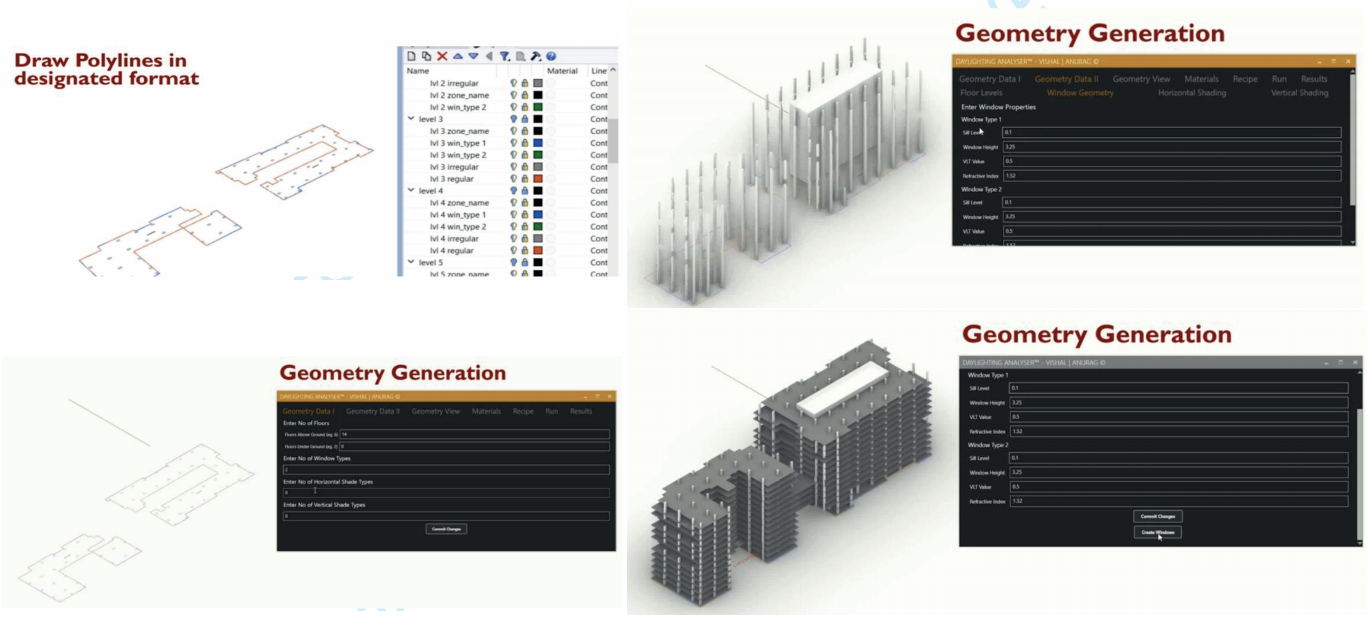 Draw Polylines in
designated format
Name Material Line
lvl 2 irregular Cont
lvl 2 zone_name Cont
lvl 2 win_type 2 Cont
level 3 Cont
lvl 3 zone_name Cont
lvl 3 win_type 1 Cont
lvl 3 win_type 2 Cont
lvl 3 irregular Cont
lvl 3 regular Cont
level 4 Cont
lvl 4 zone_name Cont
lvl 4 win_type 1 Cont
lvl 4 win_type 2 Cont
lvl 4 irregular Cont
lvl 4 regular Cont
level 5 Cont
lvl 5 zone_name Cont
Geometry Generation
DAYLIGHTING ANALYSER™ - VISHAL | ANURAG ©
Geometry Data I Geometry Data II Geometry View Materials Recipe Run Results
Floor Levels Window Geometry Horizontal Shading Vertical Shading
Enter Window Properties
Window Type 1
Sill Level 0.1
Window Height 3.25
VLT Value 0.5
Refractive Index 1.52
Window Type 2
Sill Level 0.1
Window Height 3.25
VLT Value 0.5
Refractive Index 1.52
Geometry Generation
DAYLIGHTING ANALYSER™ - VISHAL | ANURAG ©
Geometry Data I Geometry Data II Geometry View Materials Recipe Run Results
Enter No of Floors
Floors Above Ground (eg. 6) 14
Floors Under Ground (eg. 2) 0
Enter No of Window Types
2
Enter No of Horizontal Shade Types
Enter No of Vertical Shade Types
0
Commit Changes
Geometry Generation
DAYLIGHTING ANALYSER™ - VISHAL | ANURAG ©
Window Type 1
Sill Level 0.1
Window Height 3.25
VLT Value 0.5
Refractive Index 1.52
Window Type 2
Sill Level 0.1
Window Height 3.25
VLT Value 0.5
Refractive Index 1.52
Commit Changes
Create Windows